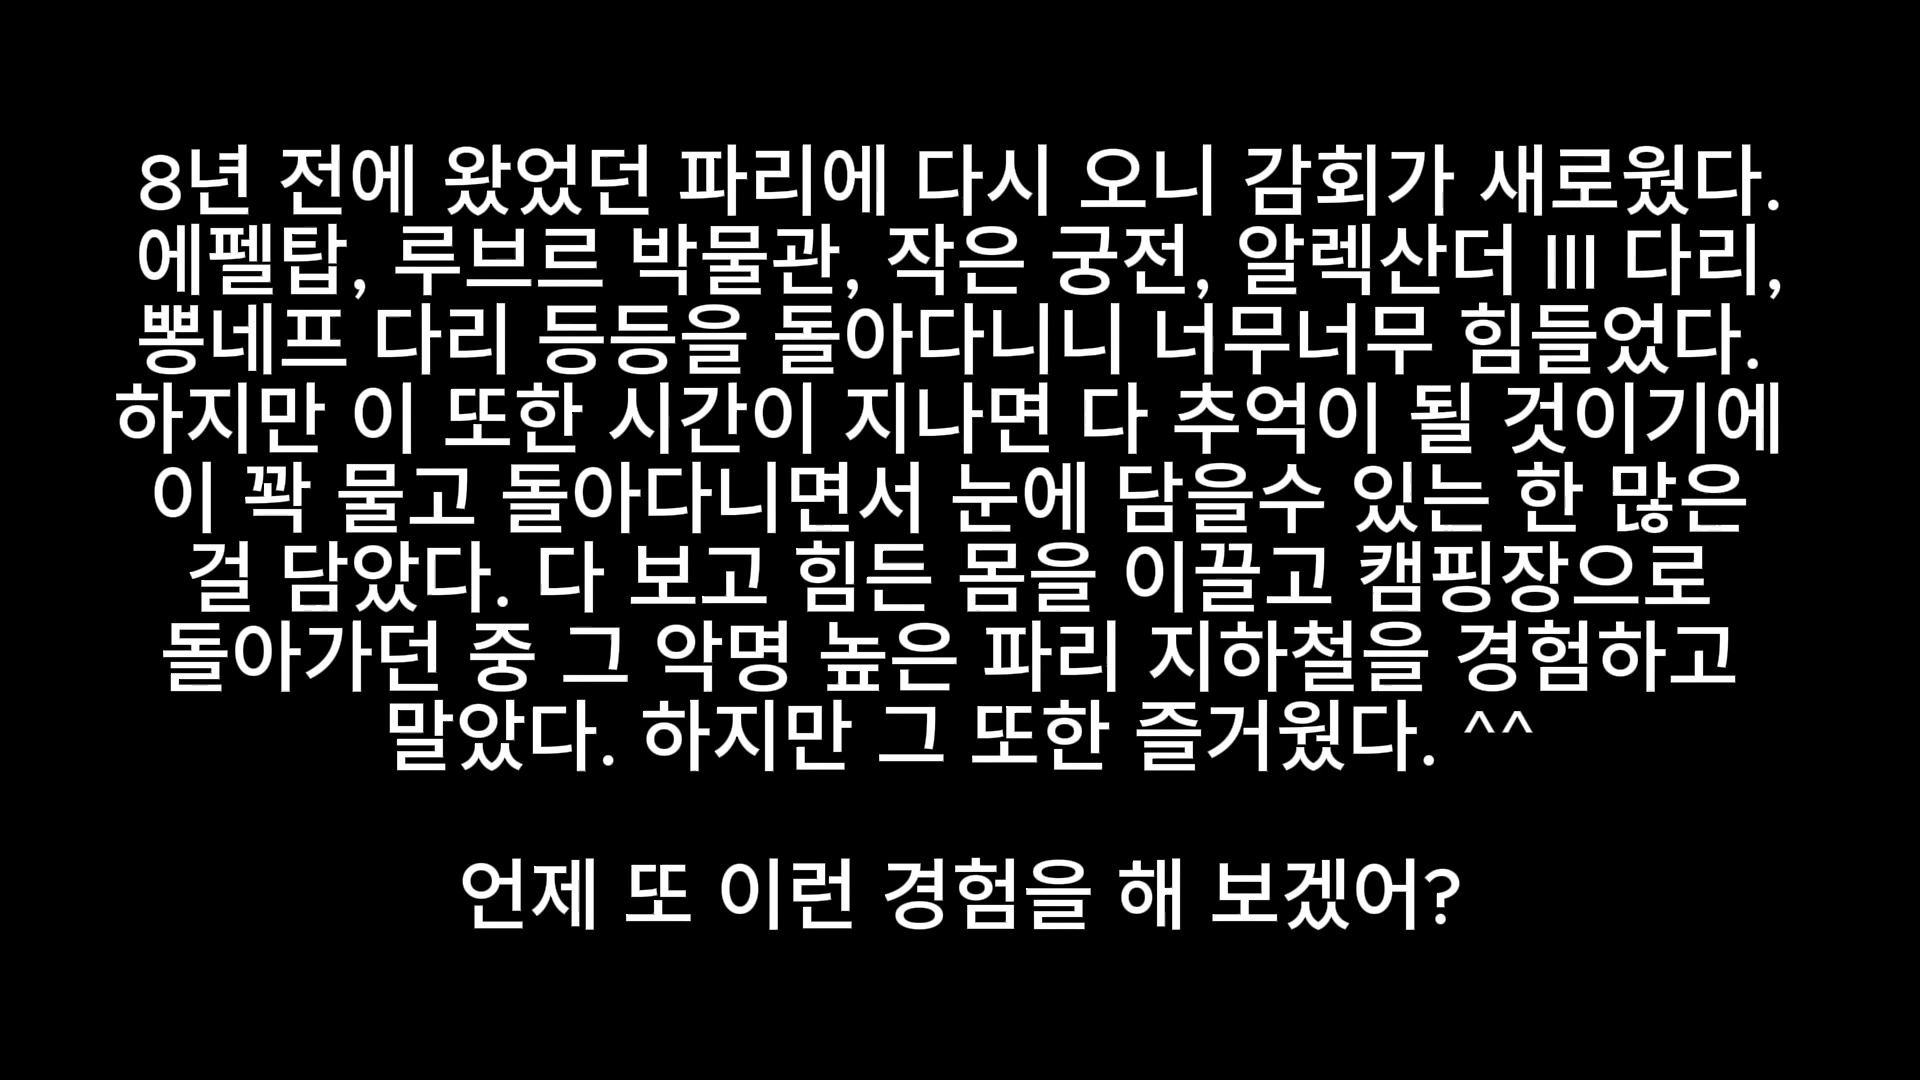 8년 전에 왔었던 파리에 다시 오니 감회가 새로웠다.
에펠탑, 루브르 박물관, 작은 궁전, 알렉산더 III 다리,
뽕네프 다리 등등을 돌아다니니 너무너무 힘들었다.
하지만 이 또한 시간이 지나면 다 추억이 될 것이기에
이 꽉 물고 돌아다니면서 눈에 담을수 있는 한 많은
걸 담았다. 다 보고 힘든 몸을 이끌고 캠핑장으로
돌아가던 중 그 악명 높은 파리 지하철을 경험하고
말았다. 하지만 그 또한 즐거웠다. ^^
언제 또 이런 경험을 해 보겠어?